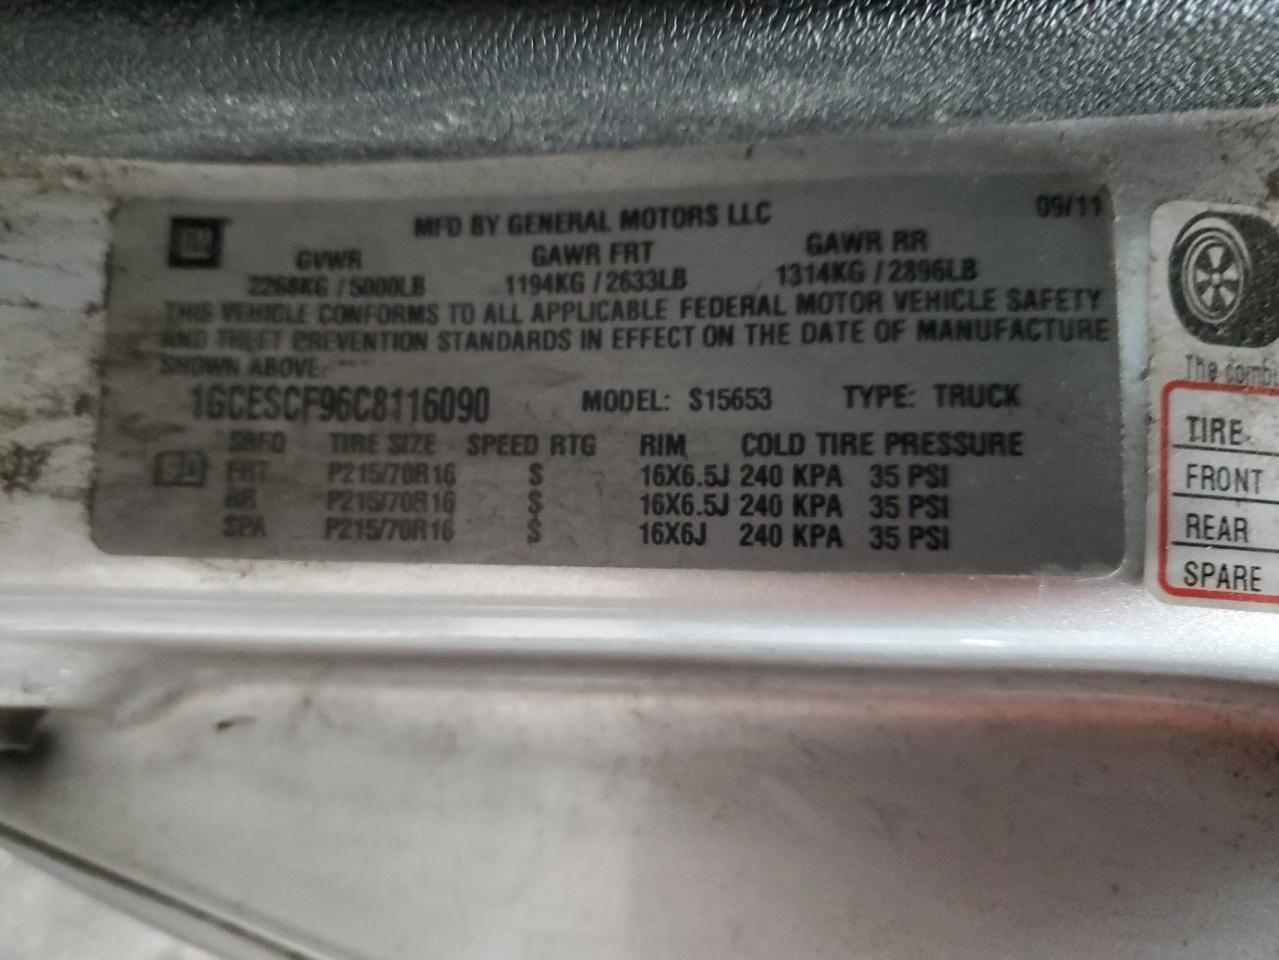 GM
MFD BY GENERAL MOTORS LLC
09/11
GVWR
GAWR FRT
GAWR RR
2268KG / 5000LB
1194KG / 2633LB
1314KG / 2896LB
THIS VEHICLE CONFORMS TO ALL APPLICABLE FEDERAL MOTOR VEHICLE SAFETY
AND THEFT PREVENTION STANDARDS IN EFFECT ON THE DATE OF MANUFACTURE
SHOWN ABOVE.
1GCESCF96C8116090 MODEL: S15653 TYPE: TRUCK
TIRE SIZE SPEED RTG RIM COLD TIRE PRESSURE
FRT P215/70R16 S 16X6.5J 240 KPA 35 PSI
RR P215/70R16 S 16X6.5J 240 KPA 35 PSI
SPA P215/70R16 S 16X6J 240 KPA 35 PSI
The combi
TIRE
FRONT
REAR
SPARE